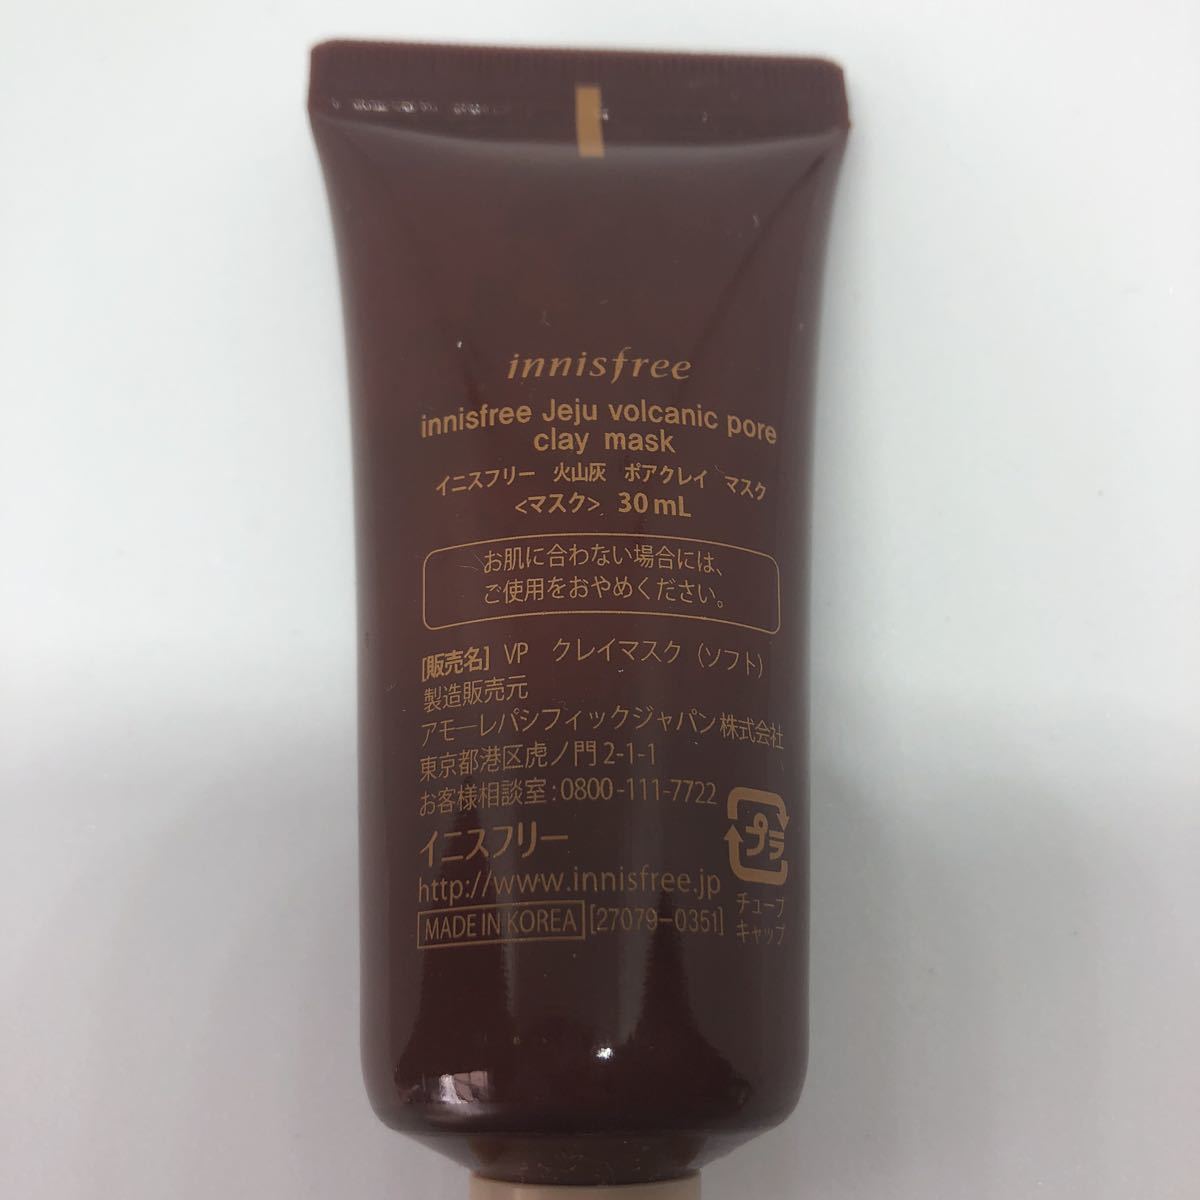 innisfree
innisfree Jeju volcanic pore
clay mask
イニスフリー 火山灰 ポアクレイ マスク
<マスク> 30mL
お肌に合わない場合には、
ご使用をおやめください。
[販売名] VP クレイマスク (ソフト)
製造販売元
アモーレパシフィックジャパン株式会社
東京都港区虎ノ門2-1-1
お客様相談室:0800-111-7722
イニスフリー
http://www.innisfree.jp
MADE IN KOREA [27079-0351]
プラ
チューブ
キャップ